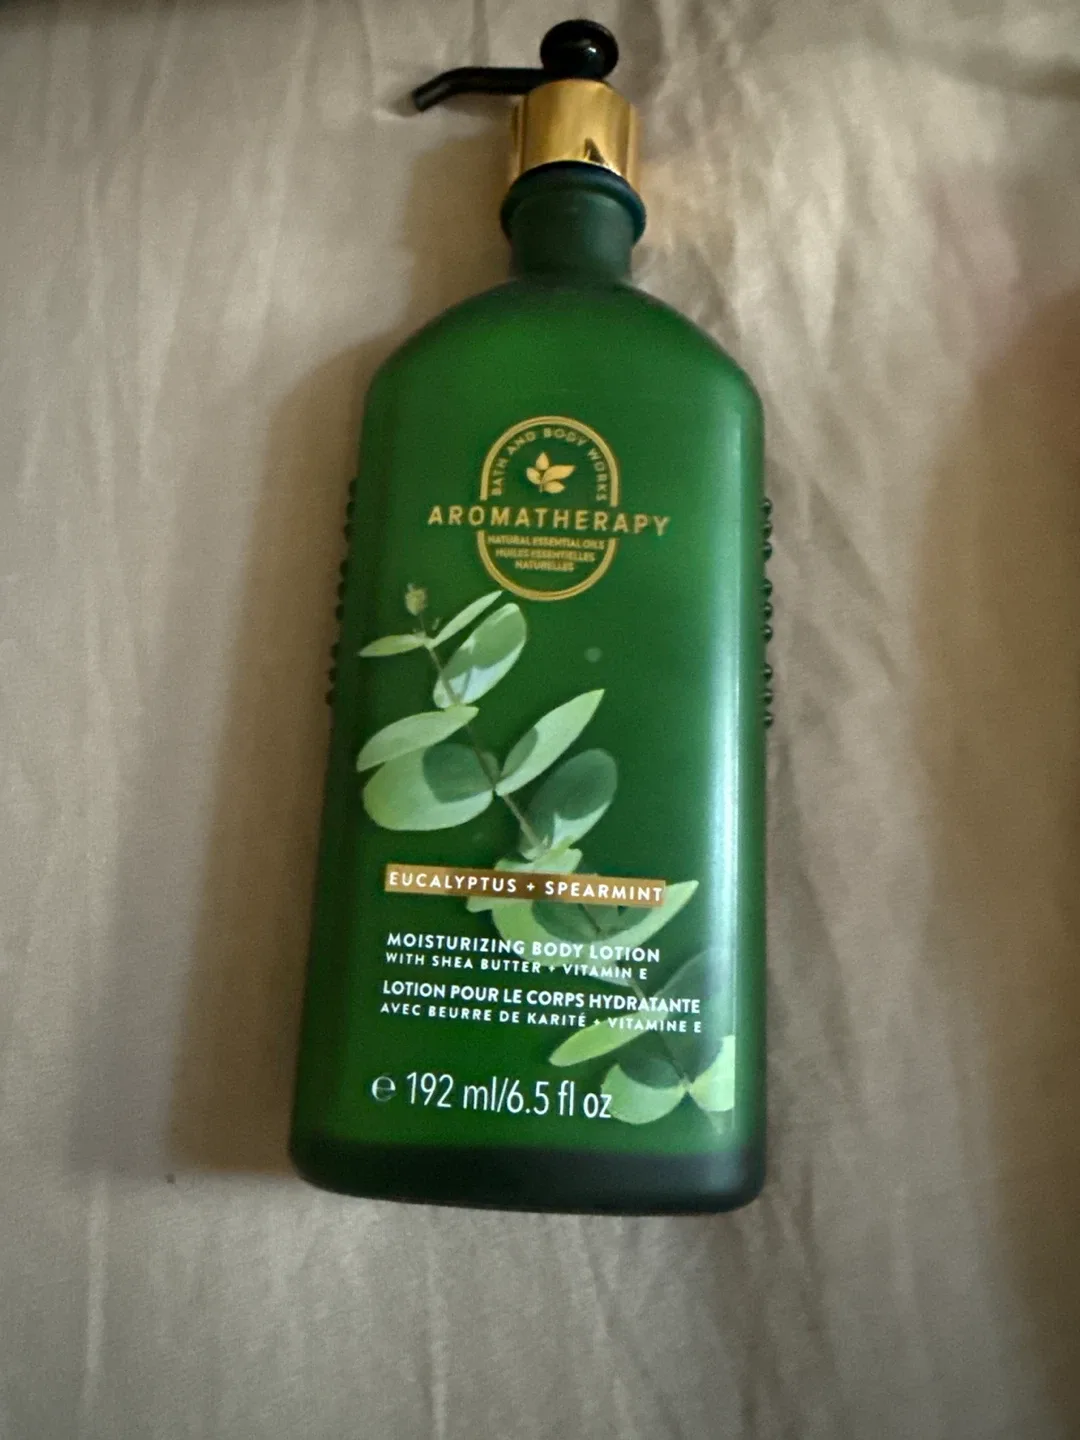 BATH AND BODY WORKS
AROMATHERAPY
NATURAL ESSENTIAL OILS
HUILES ESSENTIELLES
NATURELLES
EUCALYPTUS + SPEARMINT
MOISTURIZING BODY LOTION
WITH SHEA BUTTER + VITAMIN E
LOTION POUR LE CORPS HYDRATANTE
AVEC BEURRE DE KARITÉ + VITAMINE E
℮ 192 ml/6.5 fl oz